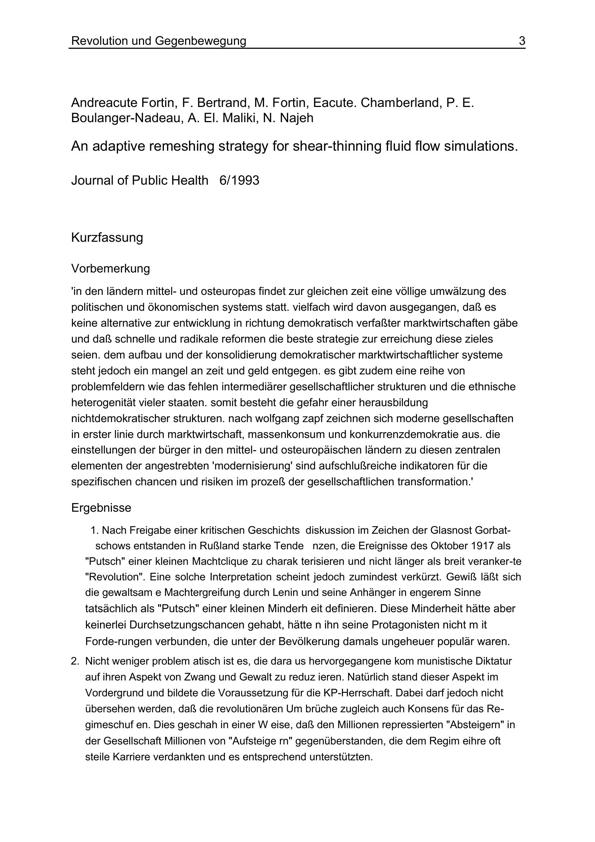 Revolution und Gegenbewegung 3
Andreacute Fortin, F. Bertrand, M. Fortin, Eacute. Chamberland, P. E.
Boulanger-Nadeau, A. El. Maliki, N. Najeh
An adaptive remeshing strategy for shear-thinning fluid flow simulations.
Journal of Public Health 6/1993
Kurzfassung
Vorbemerkung
'in den ländern mittel- und osteuropas findet zur gleichen zeit eine völlige umwälzung des
politischen und ökonomischen systems statt. vielfach wird davon ausgegangen, daß es
keine alternative zur entwicklung in richtung demokratisch verfaßter marktwirtschaften gäbe
und daß schnelle und radikale reformen die beste strategie zur erreichung diese zieles
seien. dem aufbau und der konsolidierung demokratischer marktwirtschaftlicher systeme
steht jedoch ein mangel an zeit und geld entgegen. es gibt zudem eine reihe von
problemfeldern wie das fehlen intermediärer gesellschaftlicher strukturen und die ethnische
heterogenität vieler staaten. somit besteht die gefahr einer herausbildung
nichtdemokratischer strukturen. nach wolfgang zapf zeichnen sich moderne gesellschaften
in erster linie durch marktwirtschaft, massenkonsum und konkurrenzdemokratie aus. die
einstellungen der bürger in den mittel- und osteuropäischen ländern zu diesen zentralen
elementen der angestrebten 'modernisierung' sind aufschlußreiche indikatoren für die
spezifischen chancen und risiken im prozeß der gesellschaftlichen transformation.'
Ergebnisse
1. Nach Freigabe einer kritischen Geschichts diskussion im Zeichen der Glasnost Gorbat-
schows entstanden in Rußland starke Tende nzen, die Ereignisse des Oktober 1917 als
"Putsch" einer kleinen Machtclique zu charak terisieren und nicht länger als breit veranker-te
"Revolution". Eine solche Interpretation scheint jedoch zumindest verkürzt. Gewiß läßt sich
die gewaltsam e Machtergreifung durch Lenin und seine Anhänger in engerem Sinne
tatsächlich als "Putsch" einer kleinen Minderh eit definieren. Diese Minderheit hätte aber
keinerlei Durchsetzungschancen gehabt, hätte n ihn seine Protagonisten nicht m it
Forde-rungen verbunden, die unter der Bevölkerung damals ungeheuer populär waren.
2. Nicht weniger problem atisch ist es, die dara us hervorgegangene kom munistische Diktatur
auf ihren Aspekt von Zwang und Gewalt zu reduz ieren. Natürlich stand dieser Aspekt im
Vordergrund und bildete die Voraussetzung für die KP-Herrschaft. Dabei darf jedoch nicht
übersehen werden, daß die revolutionären Um brüche zugleich auch Konsens für das Re-
gimeschuf en. Dies geschah in einer W eise, daß den Millionen repressierten "Absteigern" in
der Gesellschaft Millionen von "Aufsteige rn" gegenüberstanden, die dem Regim eihre oft
steile Karriere verdankten und es entsprechend unterstützten.